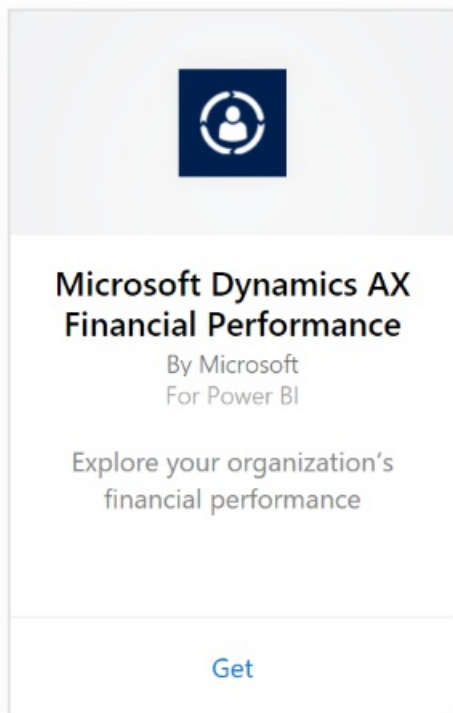 Microsoft Dynamics AX
Financial Performance
By Microsoft
For Power BI
Explore your organization's
financial performance
Get